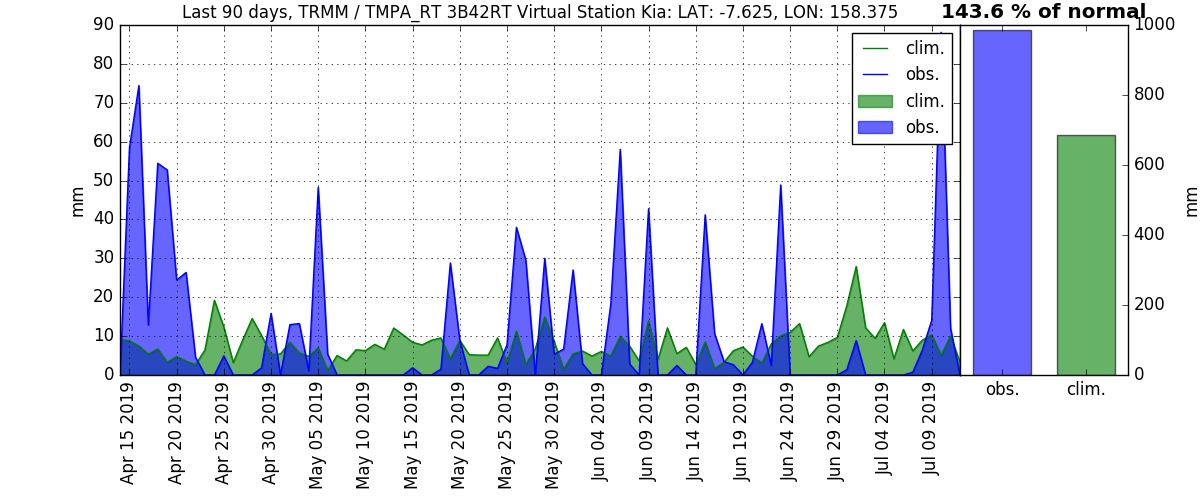 Last 90 days, TRMM / TMPA_RT 3B42RT Virtual Station Kia: LAT: -7.625, LON: 158.375
143.6 % of normal
90
80
70
60
50
40
30
20
10
0
mm
clim.
obs.
clim.
obs.
1000
800
600
400
200
0
mm
obs.
clim.
Apr 15 2019
Apr 20 2019
Apr 25 2019
Apr 30 2019
May 05 2019
May 10 2019
May 15 2019
May 20 2019
May 25 2019
May 30 2019
Jun 04 2019
Jun 09 2019
Jun 14 2019
Jun 19 2019
Jun 24 2019
Jun 29 2019
Jul 04 2019
Jul 09 2019